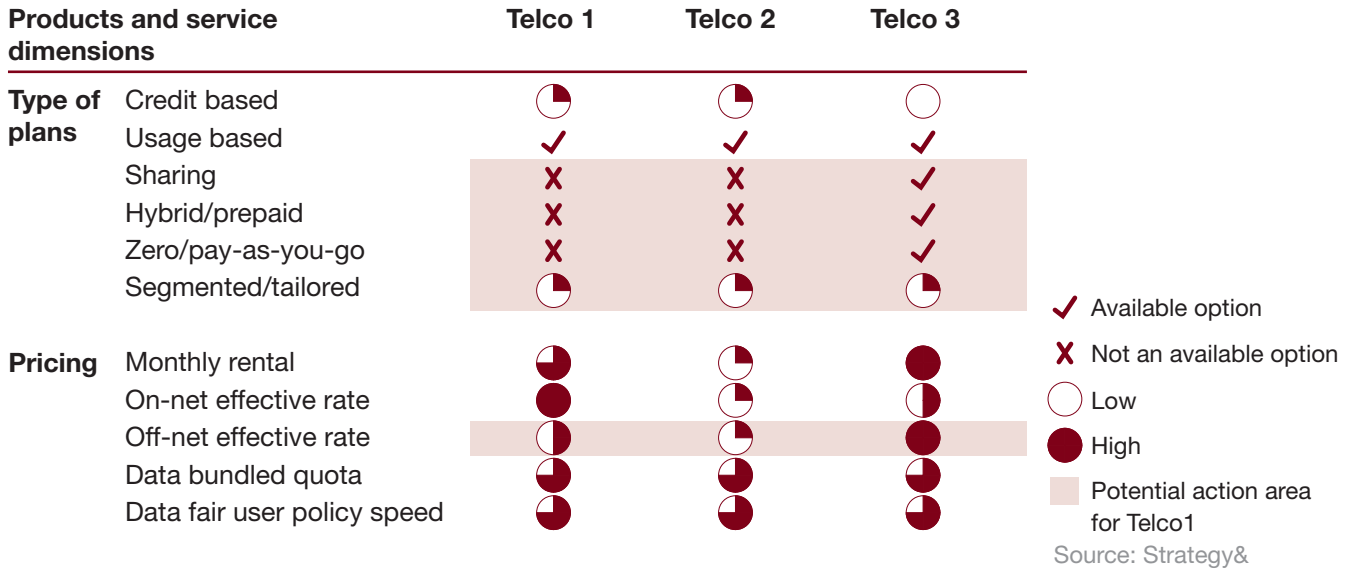 Products and service Telco 1 Telco 2 Telco 3
dimensions
Type of Credit based
plans Usage based
Sharing
Hybrid/prepaid
Zero/pay-as-you-go
Segmented/tailored
Pricing Monthly rental
On-net effective rate
Off-net effective rate
Data bundled quota
Data fair user policy speed
Available option
Not an available option
Low
High
Potential action area
for Telco1
Source: Strategy&